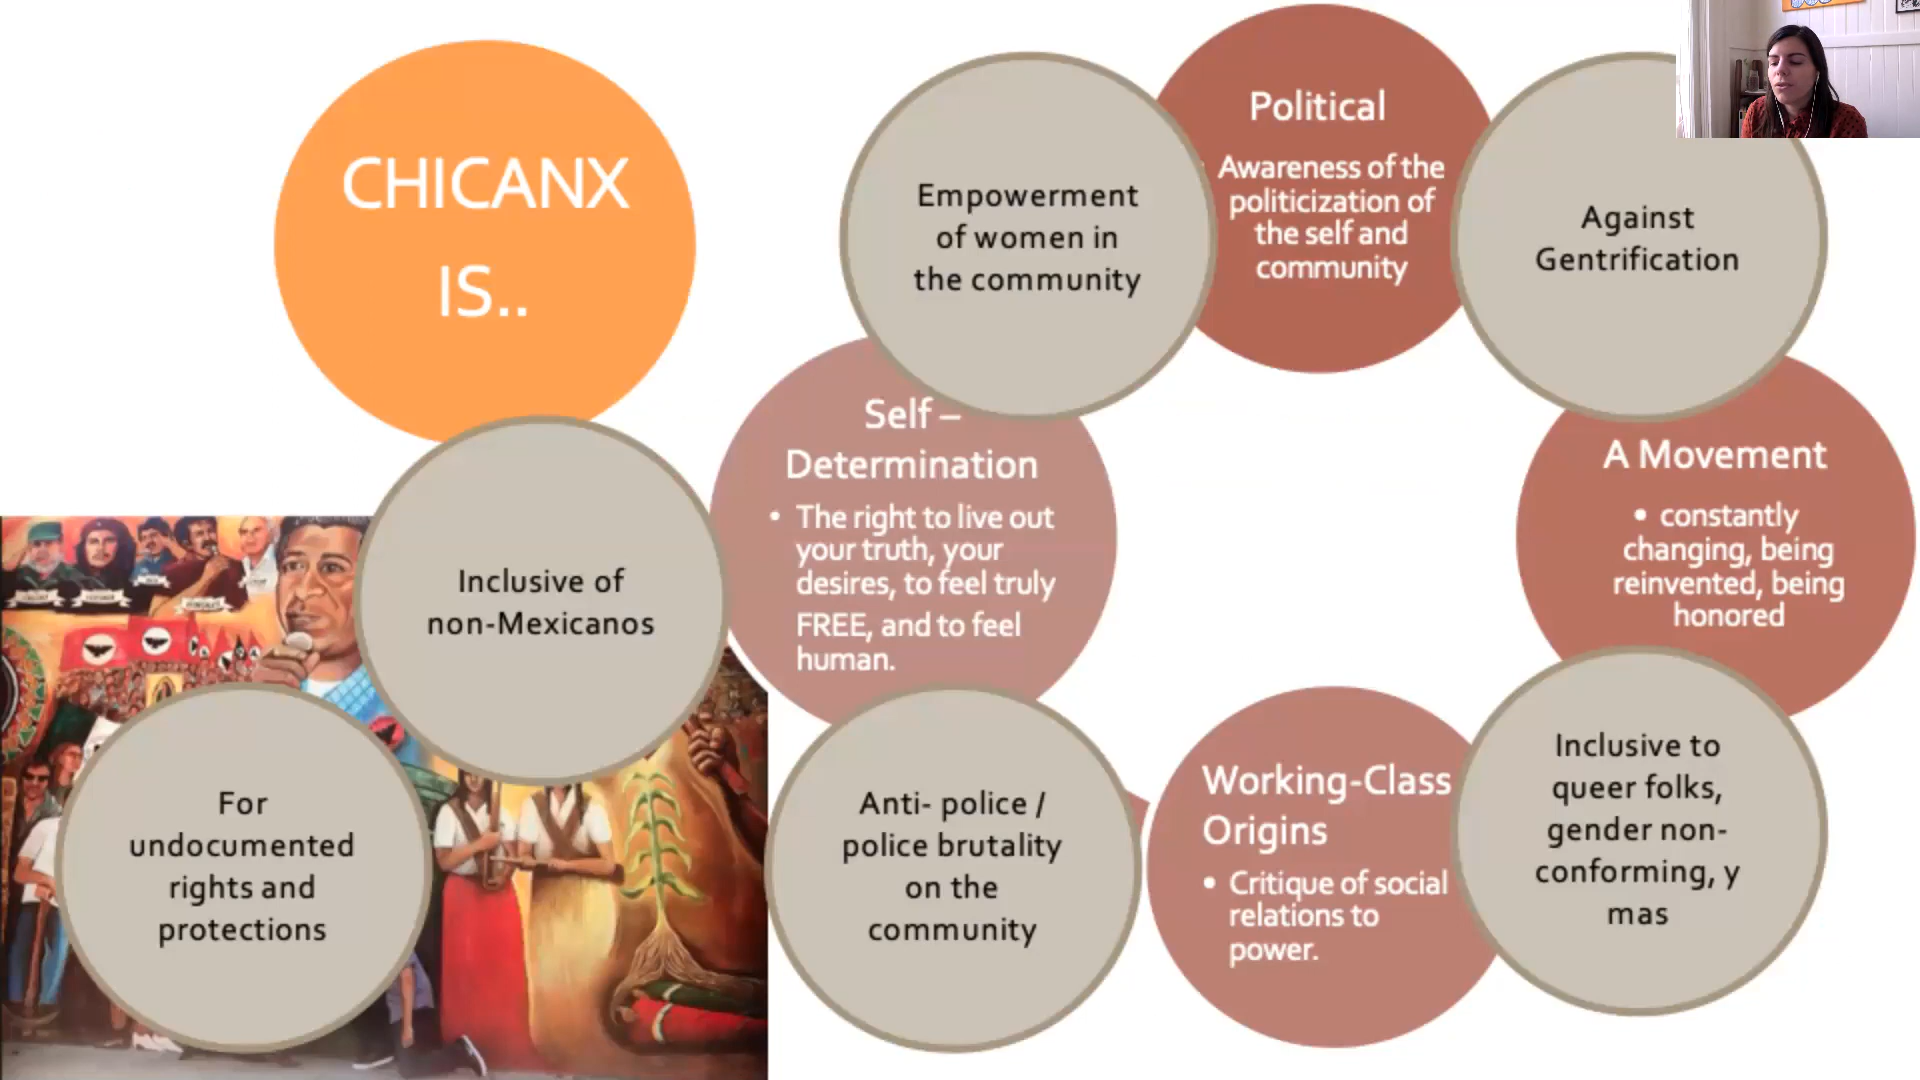 CHICANX
IS..
Empowerment
of women in
the community
Political
Awareness of the
politicization of
the self and
community
Against
Gentrification
Self –
Determination
• The right to live out
your truth, your
desires, to feel truly
FREE, and to feel
human.
A Movement
• constantly
changing, being
reinvented, being
honored
Inclusive of
non-Mexicanos
For
undocumented
rights and
protections
Anti- police /
police brutality
on the
community
Working-Class
Origins
• Critique of social
relations to
power.
Inclusive to
queer folks,
gender non-
conforming, y
mas